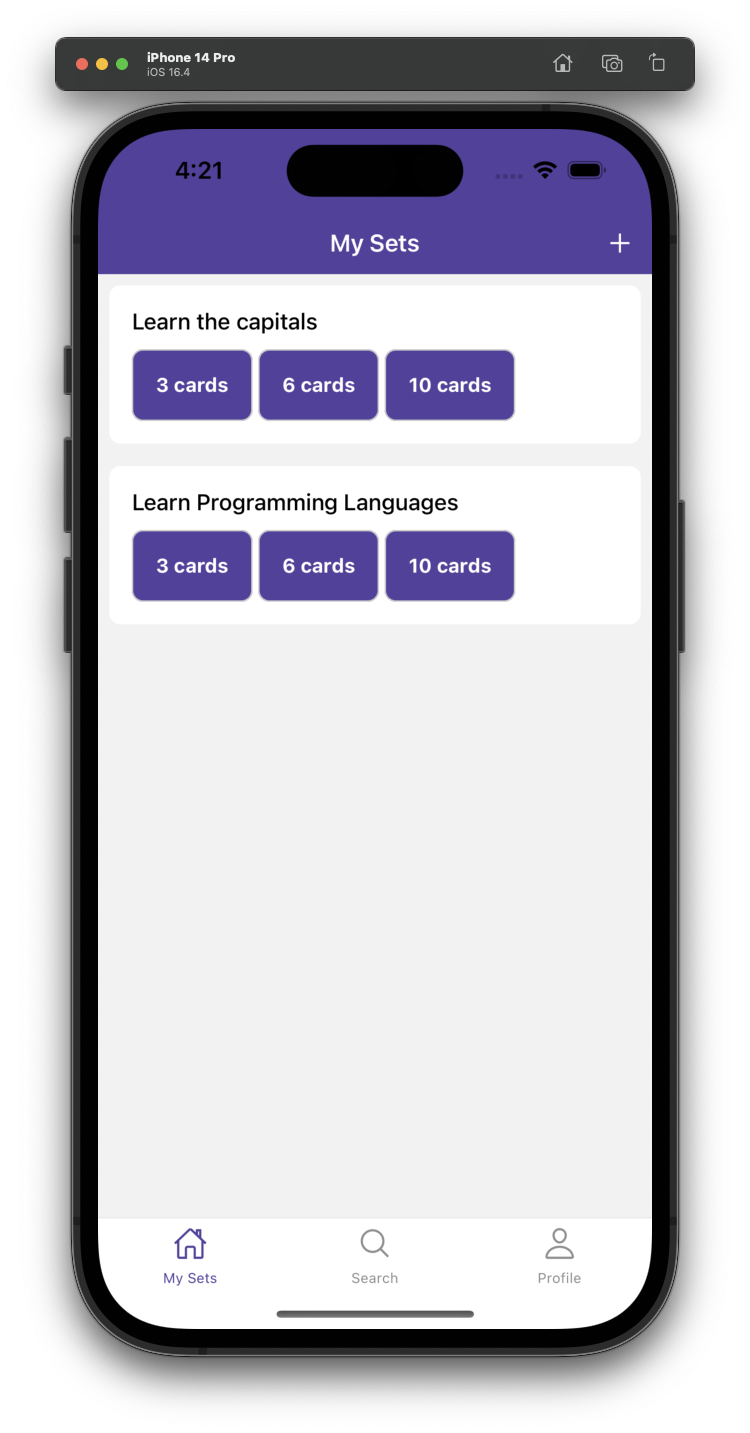 iPhone 14 Pro
iOS 16.4
4:21
My Sets
Learn the capitals
3 cards 6 cards 10 cards
Learn Programming Languages
3 cards 6 cards 10 cards
My Sets Search Profile